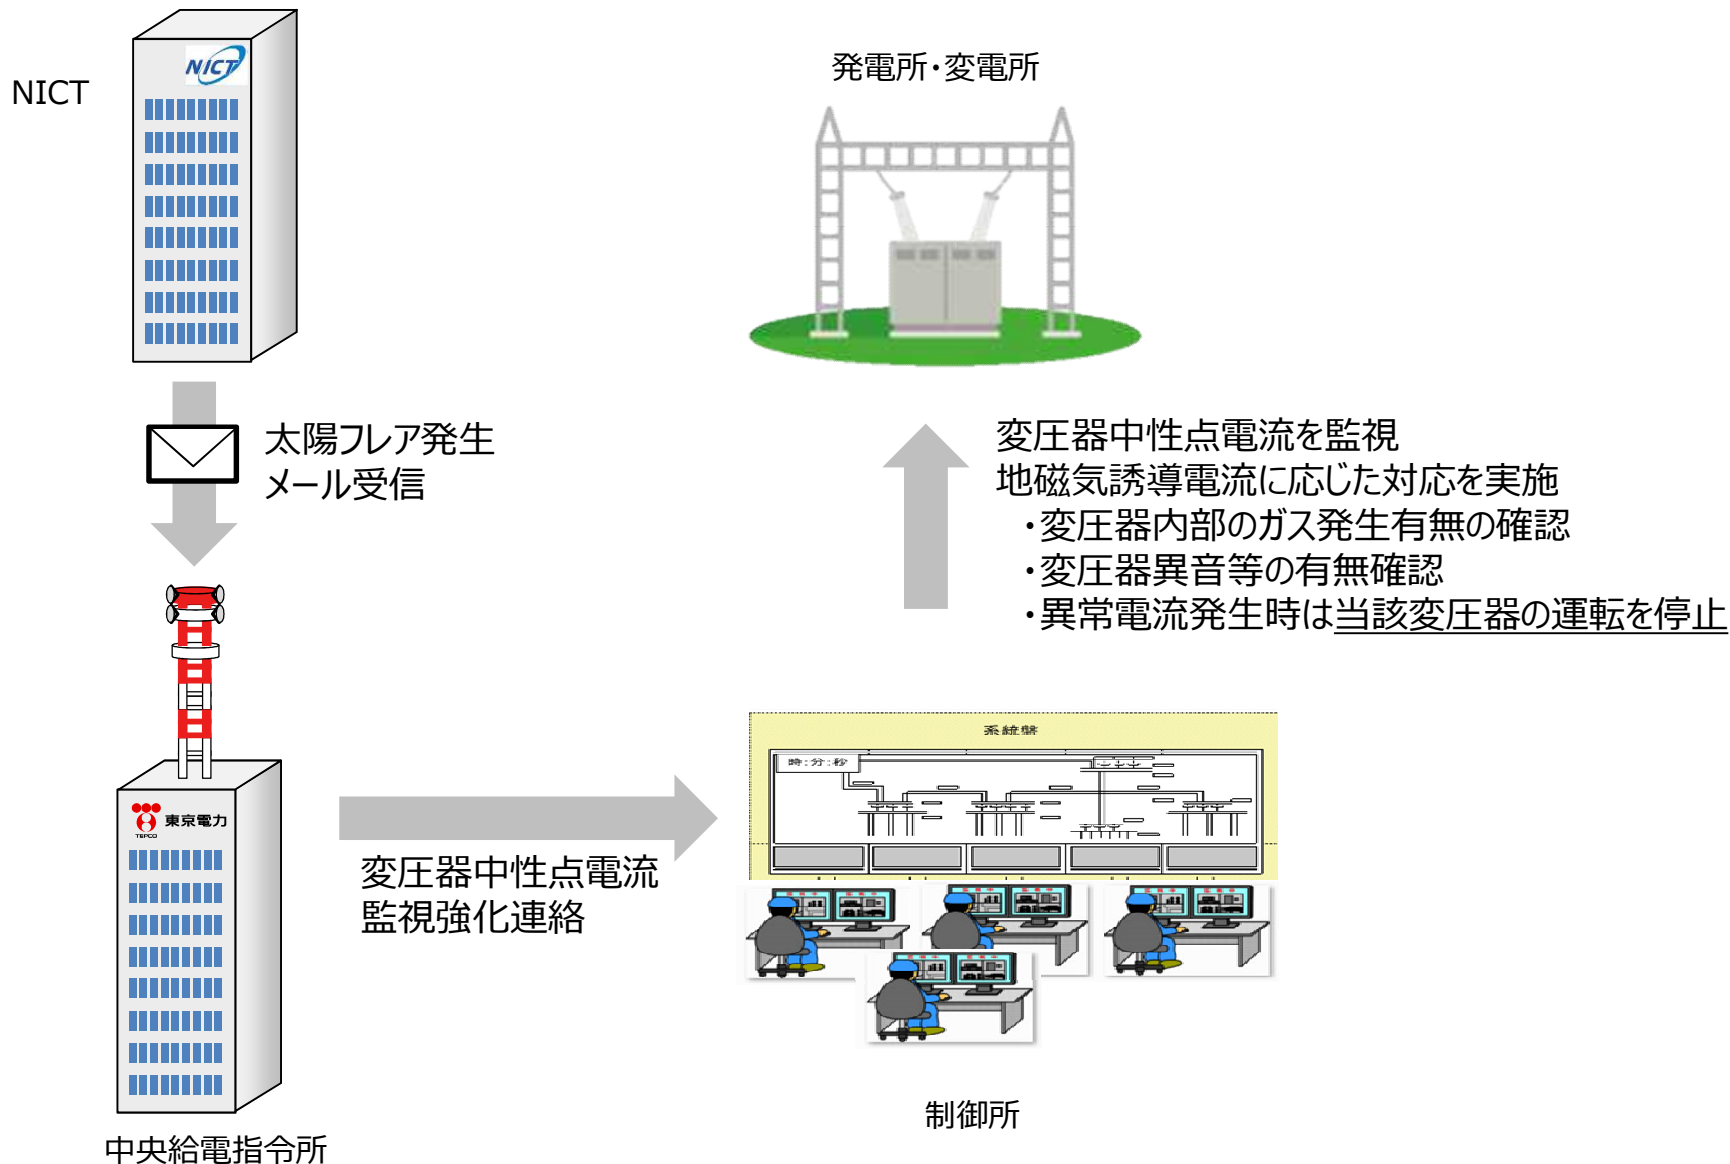 NICT
NICT
発電所・変電所
太陽フレア発生
メール受信
変圧器中性点電流を監視
地磁気誘導電流に応じた対応を実施
・変圧器内部のガス発生有無の確認
・変圧器異音等の有無確認
・異常電流発生時は当該変圧器の運転を停止
系統盤
時：分：秒
東京電力
TEPCO
変圧器中性点電流
監視強化連絡
制御所
中央給電指令所